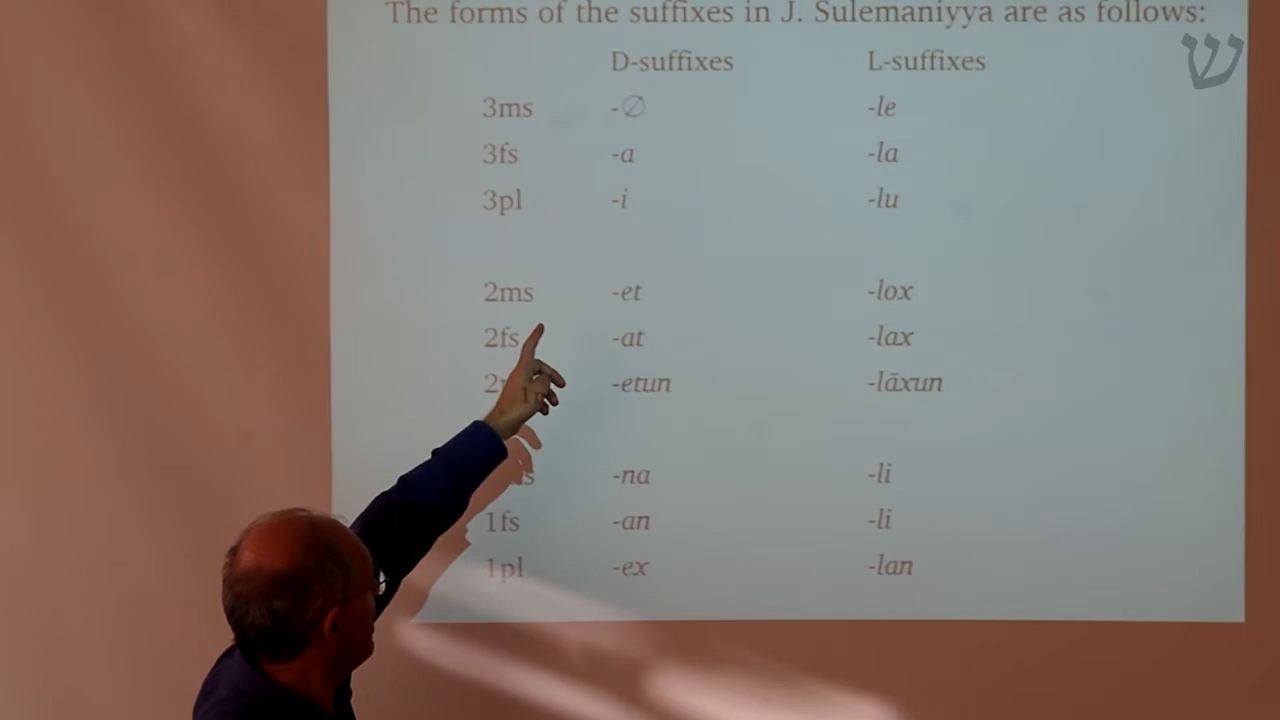 The forms of the suffixes in J. Sulemaniyya are as follows:
ש
D-suffixes L-suffixes
3ms -∅ -le
3fs -a -la
3pl -i -lu
2ms -et -lox
2fs -at -lax
-etun -lăxun
-na -li
1fs -an -li
1pl -ex -lan